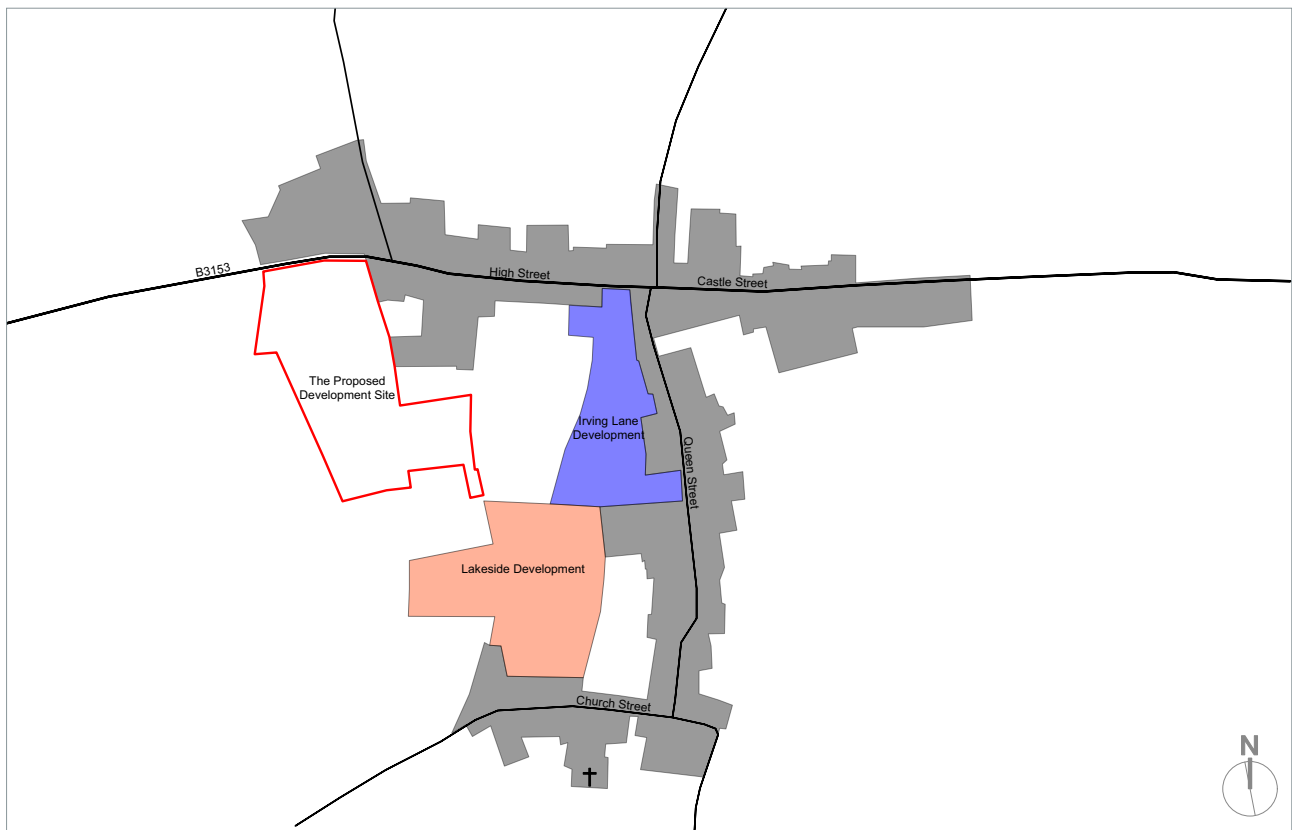 B3153
High Street
Castle Street
The Proposed
Development Site
Irving Lane
Development
Queen Street
Lakeside Development
Church Street
N